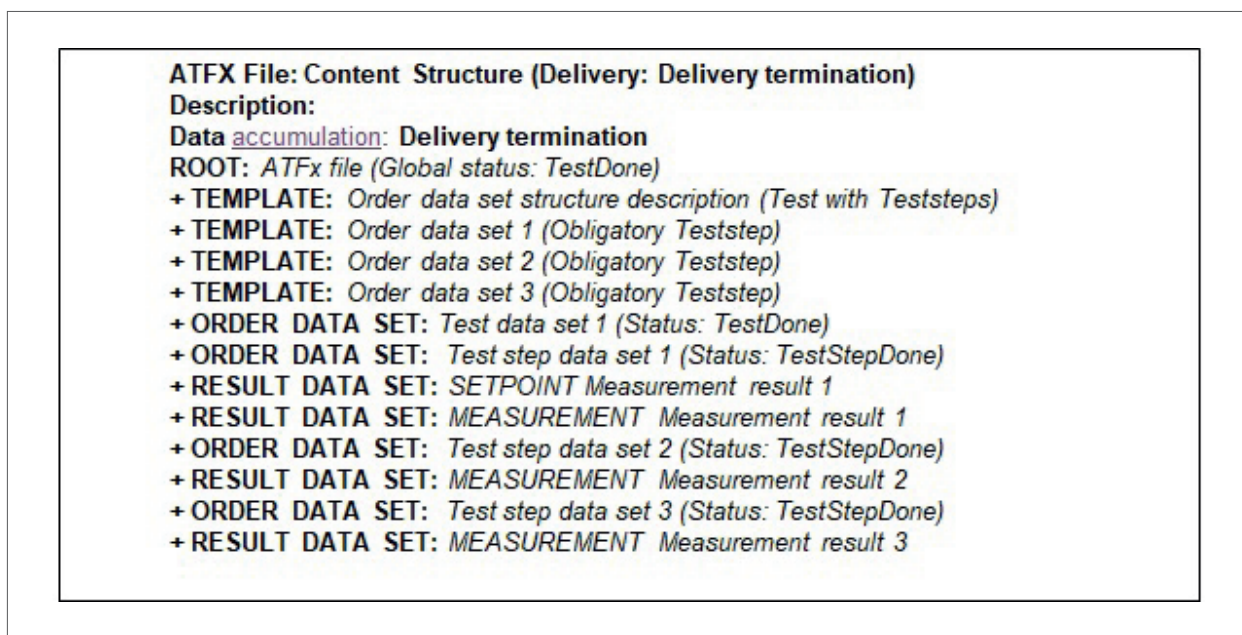 ATFX File: Content Structure (Delivery: Delivery termination)
Description:
Data accumulation: Delivery termination
ROOT: ATFx file (Global status: TestDone)
+ TEMPLATE: Order data set structure description (Test with Teststeps)
+ TEMPLATE: Order data set 1 (Obligatory Teststep)
+ TEMPLATE: Order data set 2 (Obligatory Teststep)
+ TEMPLATE: Order data set 3 (Obligatory Teststep)
+ ORDER DATA SET: Test data set 1 (Status: TestDone)
+ ORDER DATA SET: Test step data set 1 (Status: TestStepDone)
+ RESULT DATA SET: SETPOINT Measurement result 1
+ RESULT DATA SET: MEASUREMENT Measurement result 1
+ ORDER DATA SET: Test step data set 2 (Status: TestStepDone)
+ RESULT DATA SET: MEASUREMENT Measurement result 2
+ ORDER DATA SET: Test step data set 3 (Status: TestStepDone)
+ RESULT DATA SET: MEASUREMENT Measurement result 3